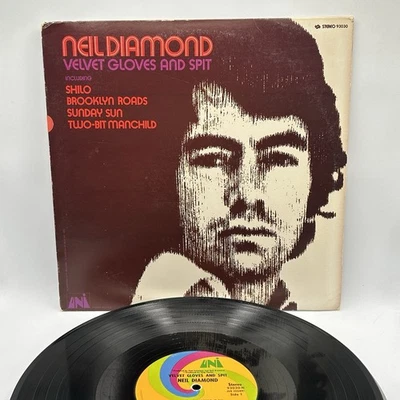 STEREO 93030
NEIL DIAMOND
VELVET GLOVES AND SPIT
INCLUDING
SHILO
BROOKLYN ROADS
SUNDAY SUN
TWO-BIT MANCHILD
UNI
UNI
VELVET GLOVES AND SPIT
NEIL DIAMOND
Stereo
Side 1